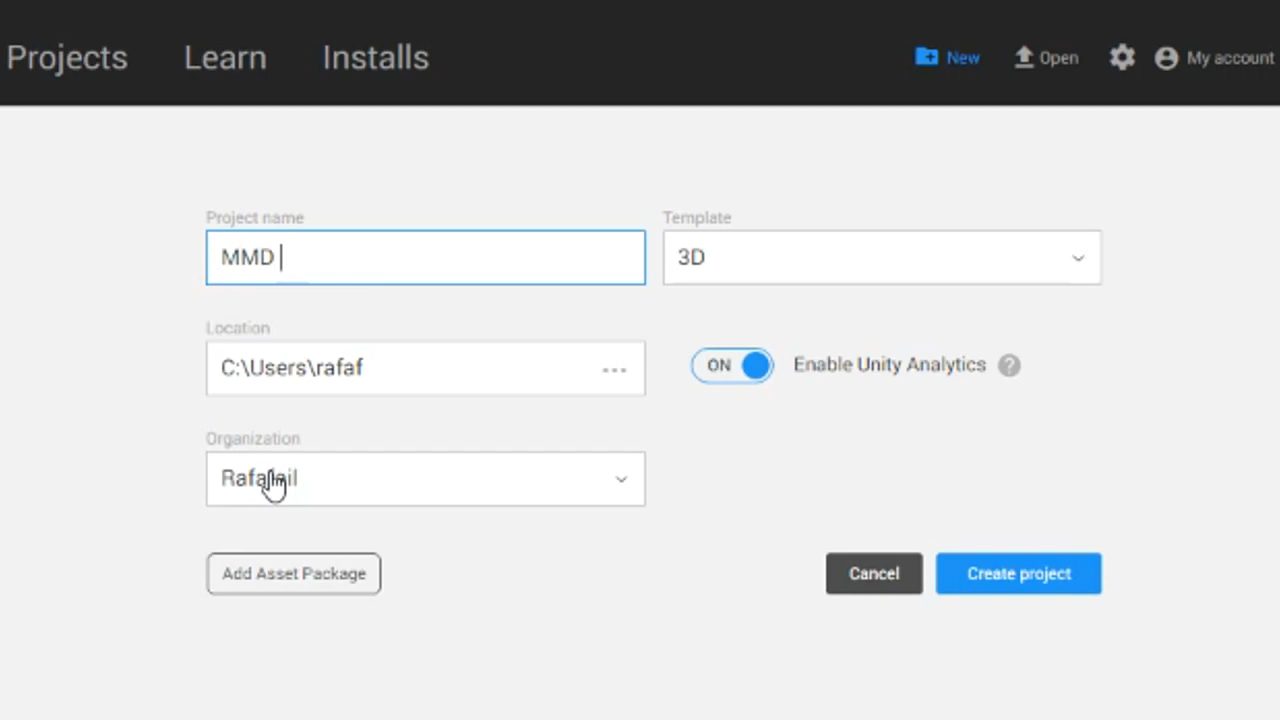 Projects Learn Installs New Open My account
Project name Template
MMD 3D
Location
C:\Users\rafaf ... ON Enable Unity Analytics ?
Organization
Add Asset Package Cancel Create project